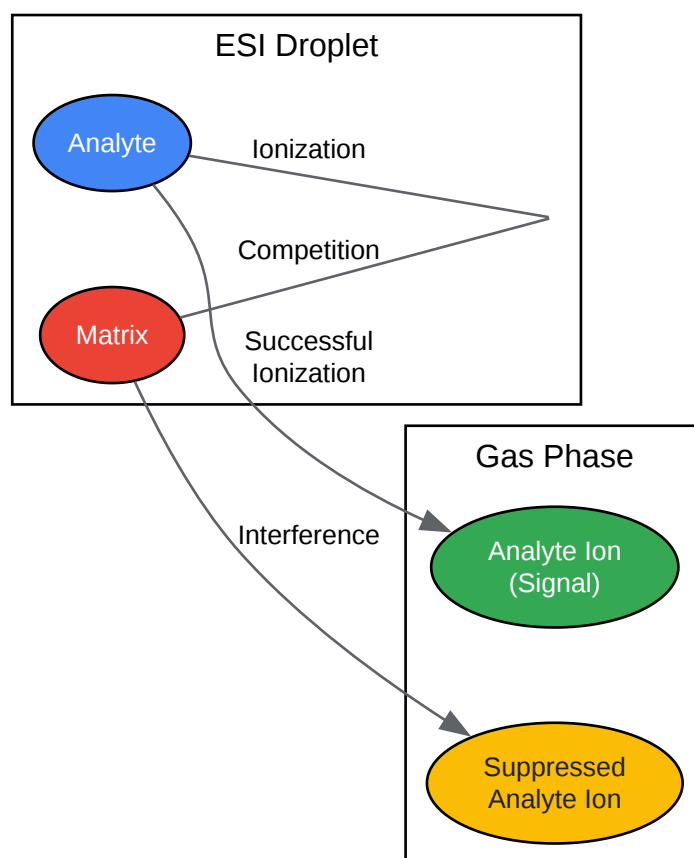 ESI Droplet
Analyte
Ionization
Competition
Matrix
Successful
Ionization
Gas Phase
Interference
Analyte Ion
(Signal)
Suppressed
Analyte Ion